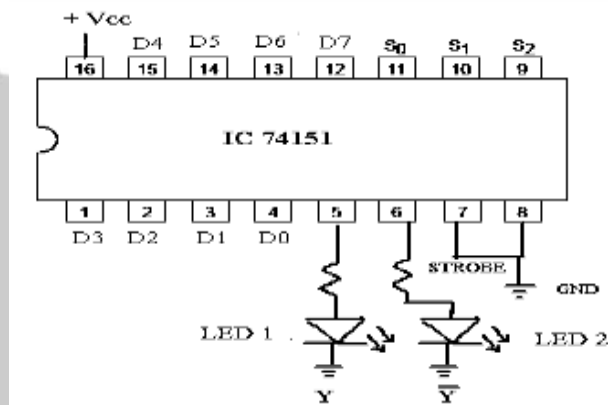 + Vcc
D4 D5 D6 D7 S0 S1 S2
16 15 14 13 12 11 10 9
IC 74151
1 2 3 4 5 6 7 8
D3 D2 D1 D0
STROBE
GND
LED 1 LED 2
Y Y̅